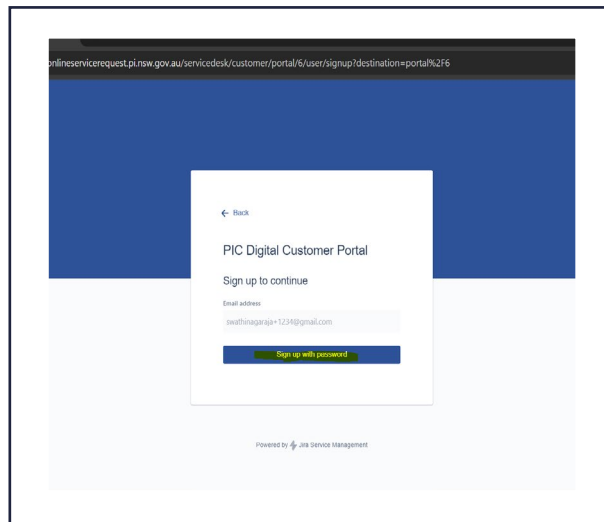 onlineservicerequest.pi.nsw.gov.au/servicedesk/customer/portal/6/user/signup?destination=portal%2F6
← Back
PIC Digital Customer Portal
Sign up to continue
Email address
swathinagaraja+1234@gmail.com
Sign up with password
Powered by Jira Service Management